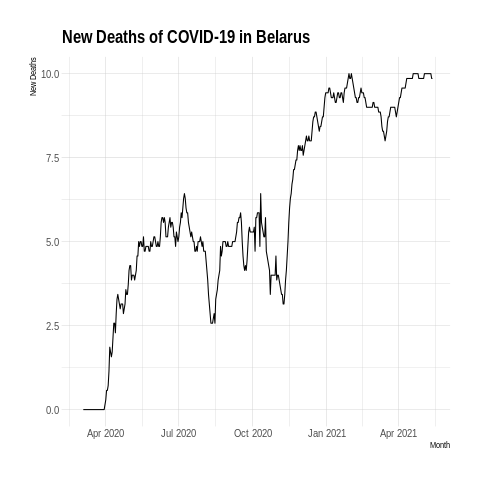 New Deaths of COVID-19 in Belarus
New Deaths
10.0
7.5
5.0
2.5
0.0
Apr 2020
Jul 2020
Oct 2020
Jan 2021
Apr 2021
Month